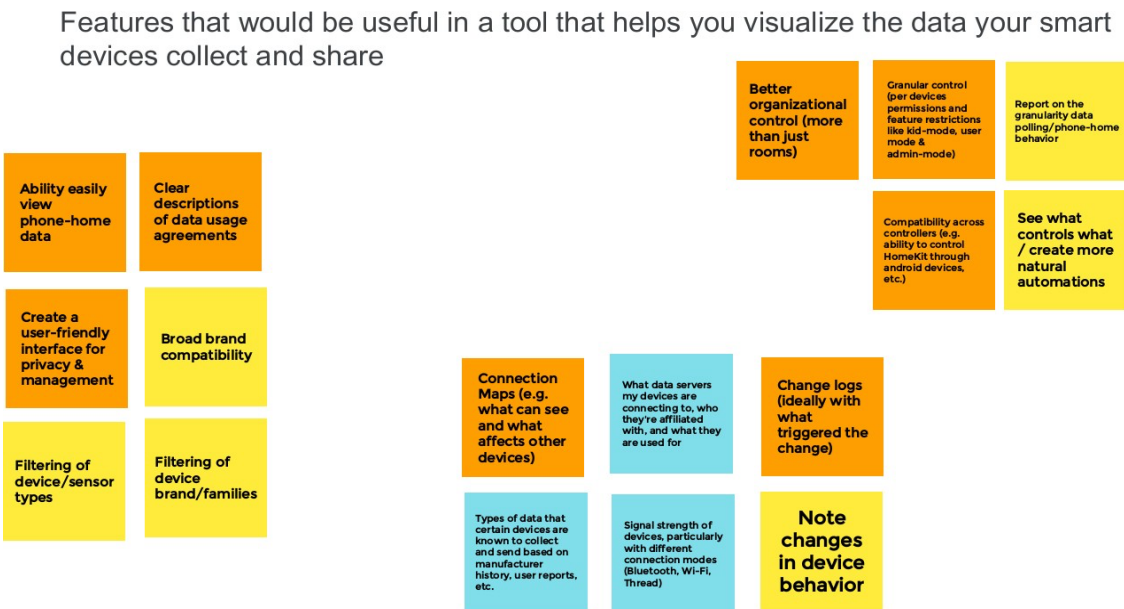 Features that would be useful in a tool that helps you visualize the data your smart
devices collect and share
Better
organizational
control (more
than just
rooms)
Granular control
(per devices
permissions and
feature restrictions
like kid-mode, user
mode &
admin-mode)
Report on the
granularity data
polling/phone-home
behavior
Ability easily
view
phone-home
data
Clear
descriptions
of data usage
agreements
Compatibility across
controllers (e.g.
ability to control
HomeKit through
android devices,
etc.)
See what
controls what
/ create more
natural
automations
Create a
user-friendly
interface for
privacy &
management
Broad brand
compatibility
Connection
Maps (e.g.
what can see
and what
affects other
devices)
What data servers
my devices are
connecting to, who
they're affiliated
with, and what they
are used for
Change logs
(ideally with
what
triggered the
change)
Filtering of
device/sensor
types
Filtering of
device
brand/families
Types of data that
certain devices are
known to collect
and send based on
manufacturer
history, user reports,
etc.
Signal strength of
devices, particularly
with different
connection modes
(Bluetooth, Wi-Fi,
Thread)
Note
changes
in device
behavior